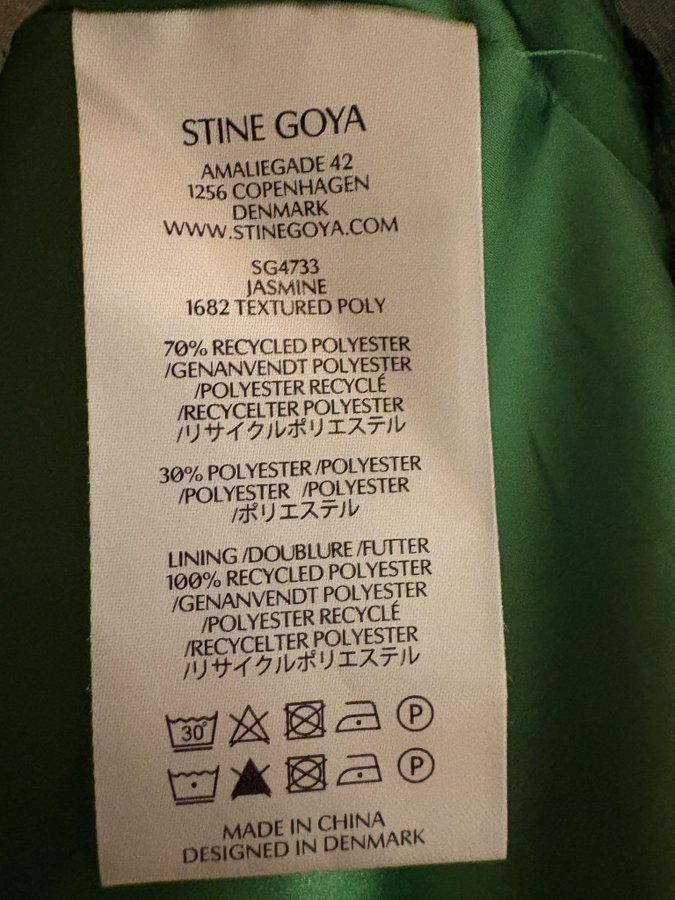 STINE GOYA
AMALIEGADE 42
1256 COPENHAGEN
DENMARK
WWW.STINEGOYA.COM
SG4733
JASMINE
1682 TEXTURED POLY
70% RECYCLED POLYESTER
/GENANVENDT POLYESTER
/POLYESTER RECYCLÉ
/RECYCELTER POLYESTER
/リサイクルポリエステル
30% POLYESTER /POLYESTER
/POLYESTER /POLYESTER
/ポリエステル
LINING /DOUBLURE /FUTTER
100% RECYCLED POLYESTER
/GENANVENDT POLYESTER
/POLYESTER RECYCLÉ
/RECYCELTER POLYESTER
/リサイクルポリエステル
30° P
P
MADE IN CHINA
DESIGNED IN DENMARK